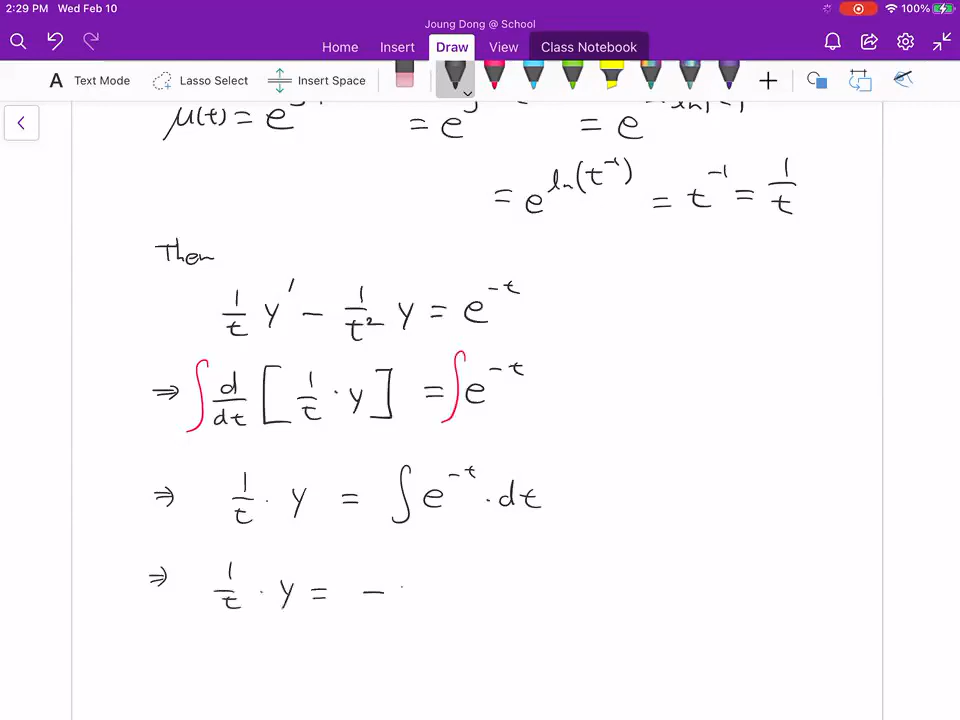 2:29 PM Wed Feb 10
100%
Joung Dong @ School
Home Insert Draw View Class Notebook
A Text Mode Lasso Select Insert Space
μ(t) = e = e = e
= e^ln(t⁻¹) = t⁻¹ = 1/t
Then
1/t y' − 1/t² y = e^−t
⇒ ∫ d/dt [1/t · y] = ∫ e^−t
⇒ 1/t · y = ∫ e^−t · dt
⇒ 1/t · y = −